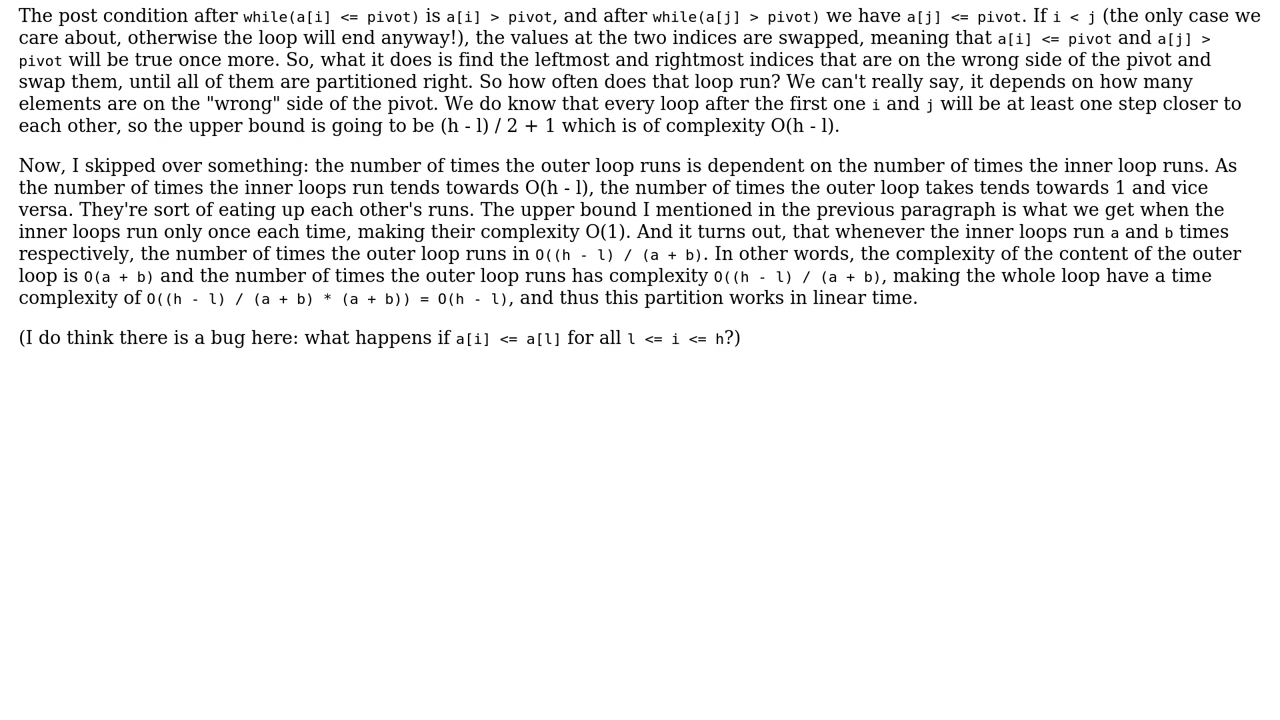 The post condition after while(a[i] <= pivot) is a[i] > pivot, and after while(a[j] > pivot) we have a[j] <= pivot. If i < j (the only case we
care about, otherwise the loop will end anyway!), the values at the two indices are swapped, meaning that a[i] <= pivot and a[j] >
pivot will be true once more. So, what it does is find the leftmost and rightmost indices that are on the wrong side of the pivot and
swap them, until all of them are partitioned right. So how often does that loop run? We can't really say, it depends on how many
elements are on the "wrong" side of the pivot. We do know that every loop after the first one i and j will be at least one step closer to
each other, so the upper bound is going to be (h - l) / 2 + 1 which is of complexity O(h - l).
Now, I skipped over something: the number of times the outer loop runs is dependent on the number of times the inner loop runs. As
the number of times the inner loops run tends towards O(h - l), the number of times the outer loop takes tends towards 1 and vice
versa. They're sort of eating up each other's runs. The upper bound I mentioned in the previous paragraph is what we get when the
inner loops run only once each time, making their complexity O(1). And it turns out, that whenever the inner loops run a and b times
respectively, the number of times the outer loop runs in O((h - l) / (a + b). In other words, the complexity of the content of the outer
loop is O(a + b) and the number of times the outer loop runs has complexity O((h - l) / (a + b), making the whole loop have a time
complexity of O((h - l) / (a + b) * (a + b)) = O(h - l), and thus this partition works in linear time.
(I do think there is a bug here: what happens if a[i] <= a[l] for all l <= i <= h?)